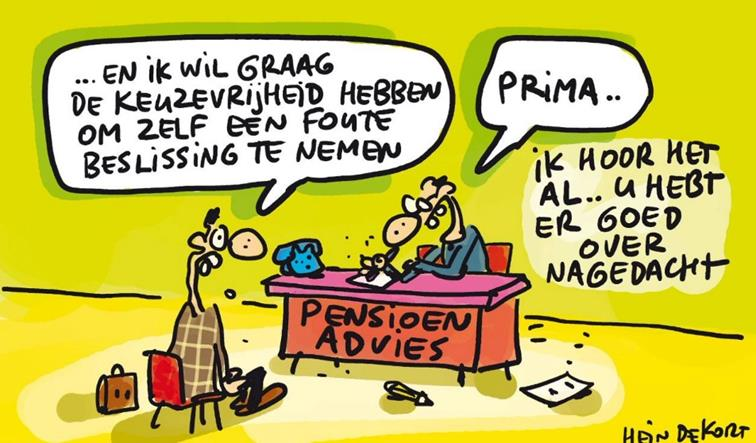 ...EN iK WiL GRAAG
DE KEUZEVRijHEiD HEBBEN
OM ZELF EEN FOUTE
BESLiSSiNG TE NEMEN
PRiMA..
iK HOOR HET
AL.. U HEBT
ER GOED
OVER
NAGEDACHT
PENSiOEN
ADViES
HEiN DE KORT